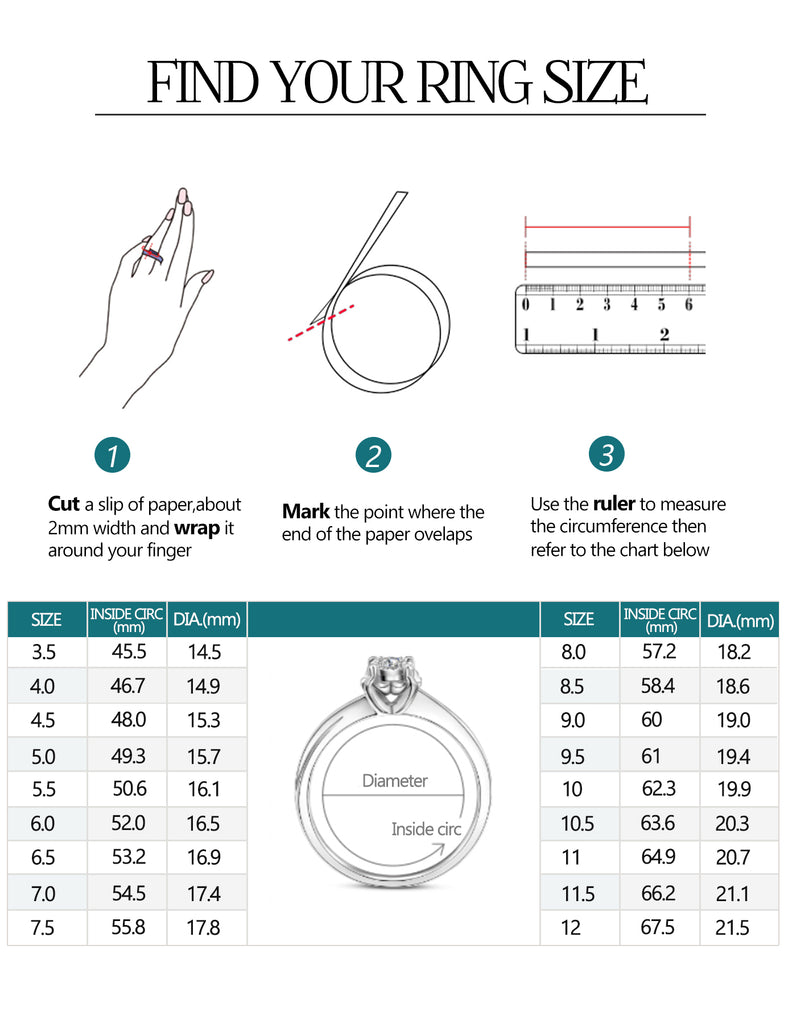 FIND YOUR RING SIZE
0 1 2 3 4 5 6
1 1 2
1
Cut a slip of paper,about
2mm width and wrap it
around your finger
2
Mark the point where the
end of the paper ovelaps
3
Use the ruler to measure
the circumference then
refer to the chart below
SIZE INSIDE CIRC (mm) DIA.(mm)
3.5 45.5 14.5
4.0 46.7 14.9
4.5 48.0 15.3
5.0 49.3 15.7
5.5 50.6 16.1
6.0 52.0 16.5
6.5 53.2 16.9
7.0 54.5 17.4
7.5 55.8 17.8
Diameter
Inside circ
SIZE INSIDE CIRC (mm) DIA.(mm)
8.0 57.2 18.2
8.5 58.4 18.6
9.0 60 19.0
9.5 61 19.4
10 62.3 19.9
10.5 63.6 20.3
11 64.9 20.7
11.5 66.2 21.1
12 67.5 21.5